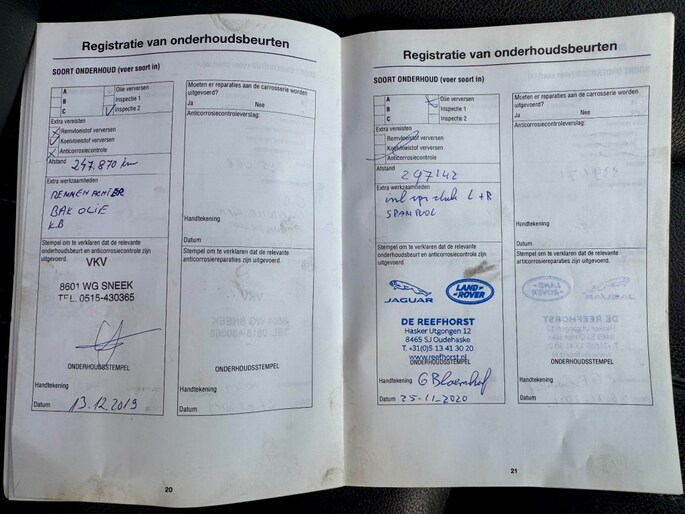 Registratie van onderhoudsbeurten
SOORT ONDERHOUD (voer soort in)
A
B
C
Olie verversen
Inspectie 1
Inspectie 2
Extra vereisten
Remvloeistof verversen
Koelvloeistof verversen
Anticorrosiecontrole
Afstand 247.870 km
Extra werkzaamheden
REMMEN ACHTER
BAK OLIE
KB
Stempel om te verklaren dat de relevante
onderhoudsbeurt en anticorrosiecontrole zijn
uitgevoerd.
VKV
8601 WG SNEEK
TEL. 0515-430365
ONDERHOUDSSTEMPEL
Handtekening
Datum 13.12.2019
Moeten er reparaties aan de carrosserie worden
uitgevoerd?
Ja Nee
Anticorrosiecontroleverslag:
Handtekening
Datum
Stempel om te verklaren dat de relevante
anticorrosiereparaties zijn uitgevoerd.
ONDERHOUDSSTEMPEL
Handtekening
Datum
20
Registratie van onderhoudsbeurten
SOORT ONDERHOUD (voer soort in)
A
B
C
Olie verversen
Inspectie 1
Inspectie 2
Extra vereisten
Remvloeistof verversen
Koelvloeistof verversen
Anticorrosiecontrole
Afstand 297142
Extra werkzaamheden
L + R
Stempel om te verklaren dat de relevante
onderhoudsbeurt en anticorrosiecontrole zijn
uitgevoerd.
JAGUAR
LAND-
ROVER
DE REEFHORST
Hasker Utgongen 12
8465 SJ Oudehaske
T. +31(0)5 13 41 30 20
www.reefhorst.nl
ONDERHOUDSSTEMPEL
Handtekening G Bloemhof
Datum 25-11-2020
Moeten er reparaties aan de carrosserie worden
uitgevoerd?
Ja Nee
Anticorrosiecontroleverslag:
Handtekening
Datum
Stempel om te verklaren dat de relevante
anticorrosiereparaties zijn uitgevoerd.
ONDERHOUDSSTEMPEL
Handtekening
Datum
21